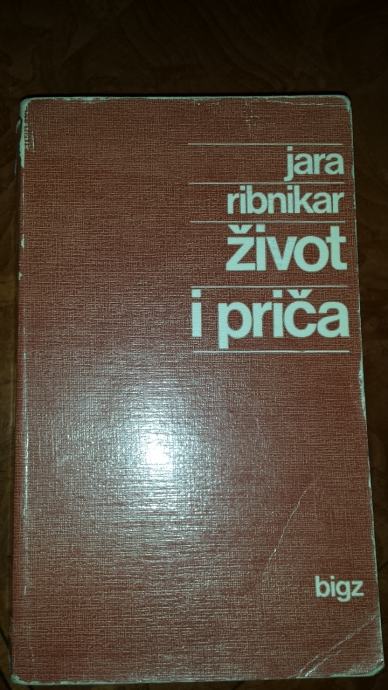 jara
ribnikar
život
i priča
bigz